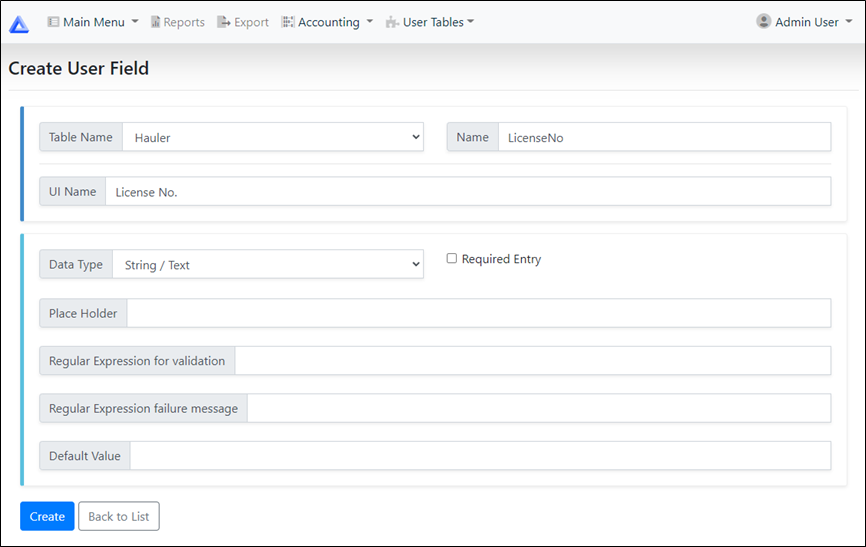 Main Menu Reports Export Accounting User Tables Admin User
Create User Field
Table Name Hauler Name LicenseNo
UI Name License No.
Data Type String / Text Required Entry
Place Holder
Regular Expression for validation
Regular Expression failure message
Default Value
Create Back to List